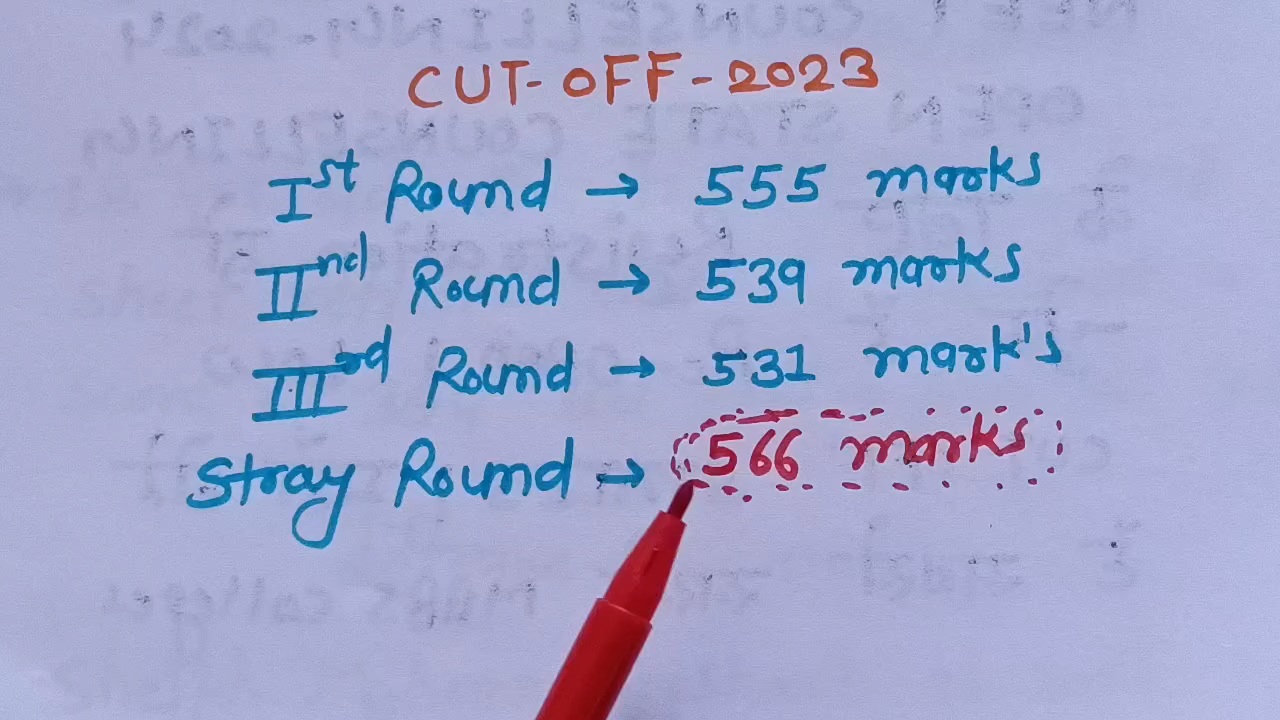 CUT-OFF-2023
Ist Round → 555 marks
IInd Round → 539 marks
IIIrd Round → 531 mark's
Stray Round → 566 marks